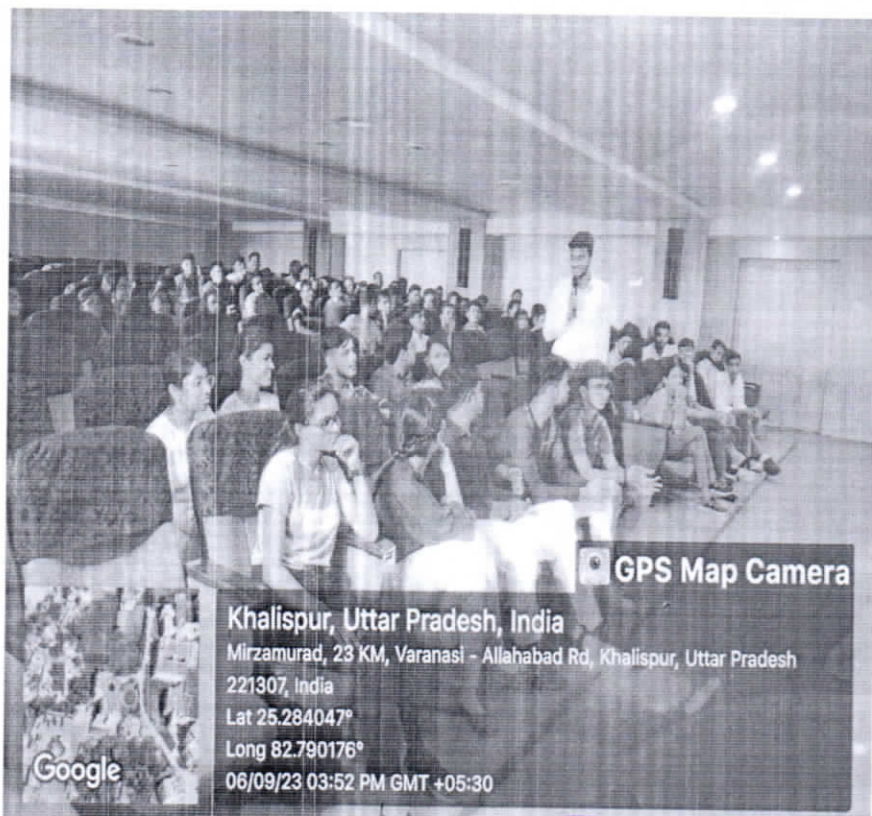 GPS Map Camera
Khalispur, Uttar Pradesh, India
Mirzamurad, 23 KM, Varanasi - Allahabad Rd, Khalispur, Uttar Pradesh
221307, India
Lat 25.284047°
Long 82.790176°
06/09/23 03:52 PM GMT +05:30
Google